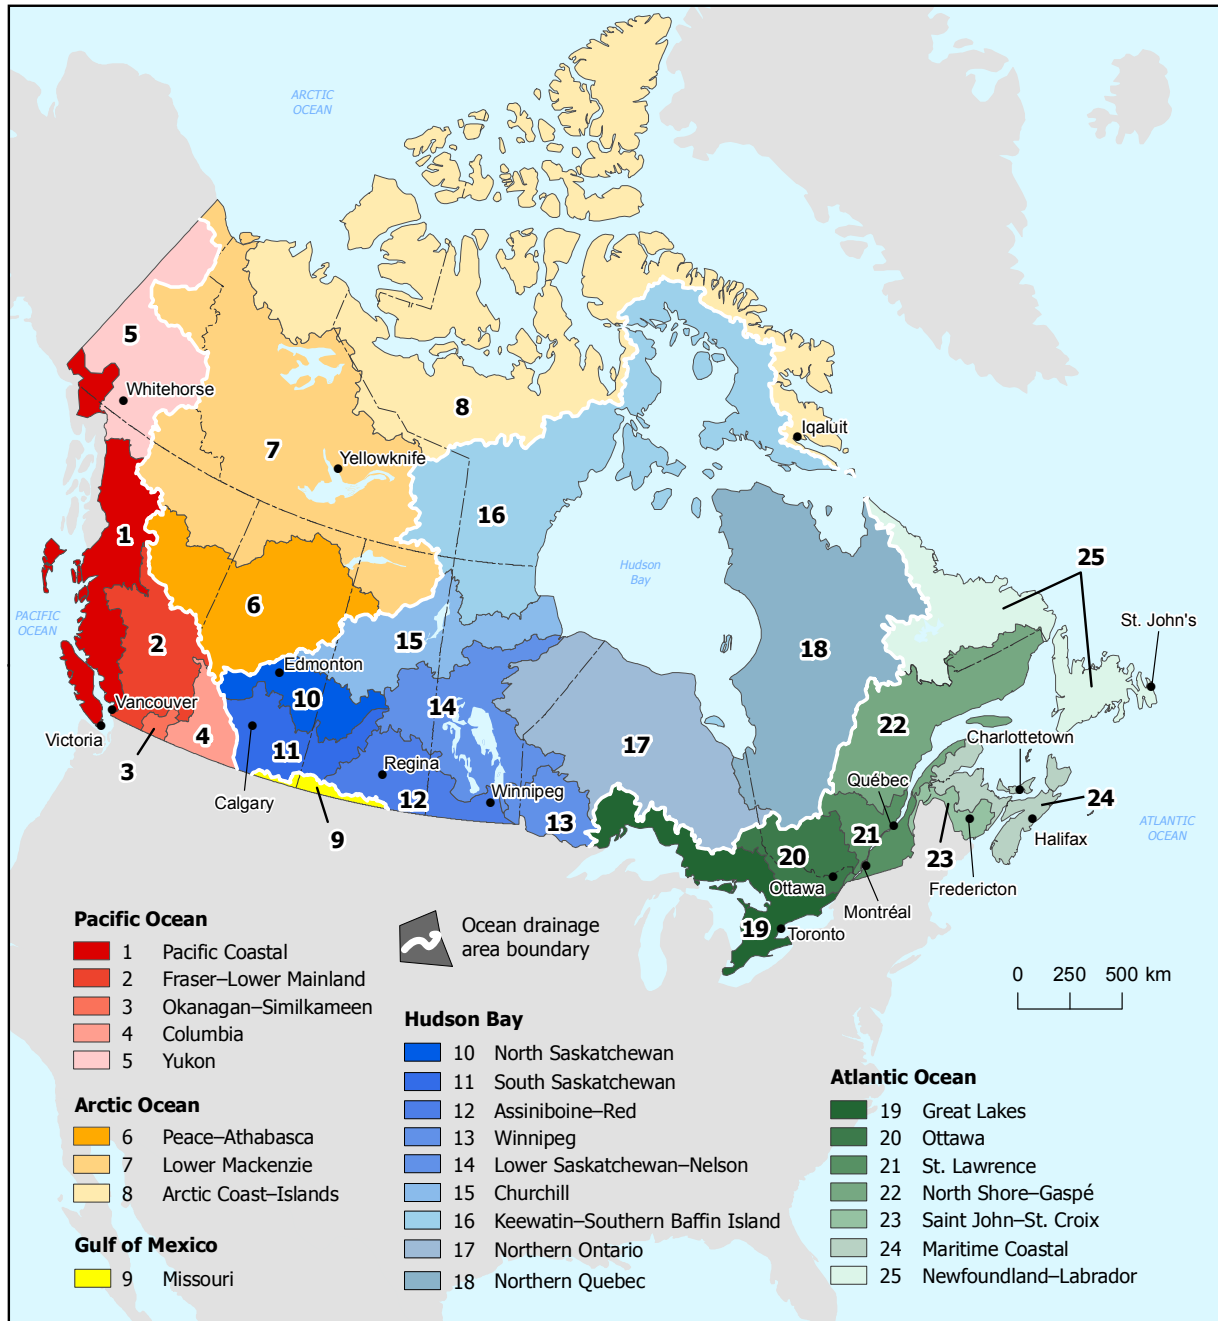 ARCTIC
OCEAN
5
Whitehorse
8
Iqaluit
7
Yellowknife
16
1
Hudson
Bay
25
PACIFIC
OCEAN
6
St. John's
2
15
18
Edmonton
10
Vancouver
14
22
Victoria
4
11
17
Charlottetown
3
Regina
Québec
Calgary
Winnipeg
12
24
9
13
21
Halifax
ATLANTIC
OCEAN
20
23
Ottawa
Fredericton
Montréal
19
Toronto
Pacific Ocean
1 Pacific Coastal
2 Fraser–Lower Mainland
3 Okanagan–Similkameen
4 Columbia
5 Yukon
Arctic Ocean
6 Peace–Athabasca
7 Lower Mackenzie
8 Arctic Coast–Islands
Gulf of Mexico
9 Missouri
Ocean drainage
area boundary
Hudson Bay
10 North Saskatchewan
11 South Saskatchewan
12 Assiniboine–Red
13 Winnipeg
14 Lower Saskatchewan–Nelson
15 Churchill
16 Keewatin–Southern Baffin Island
17 Northern Ontario
18 Northern Quebec
0 250 500 km
Atlantic Ocean
19 Great Lakes
20 Ottawa
21 St. Lawrence
22 North Shore–Gaspé
23 Saint John–St. Croix
24 Maritime Coastal
25 Newfoundland–Labrador